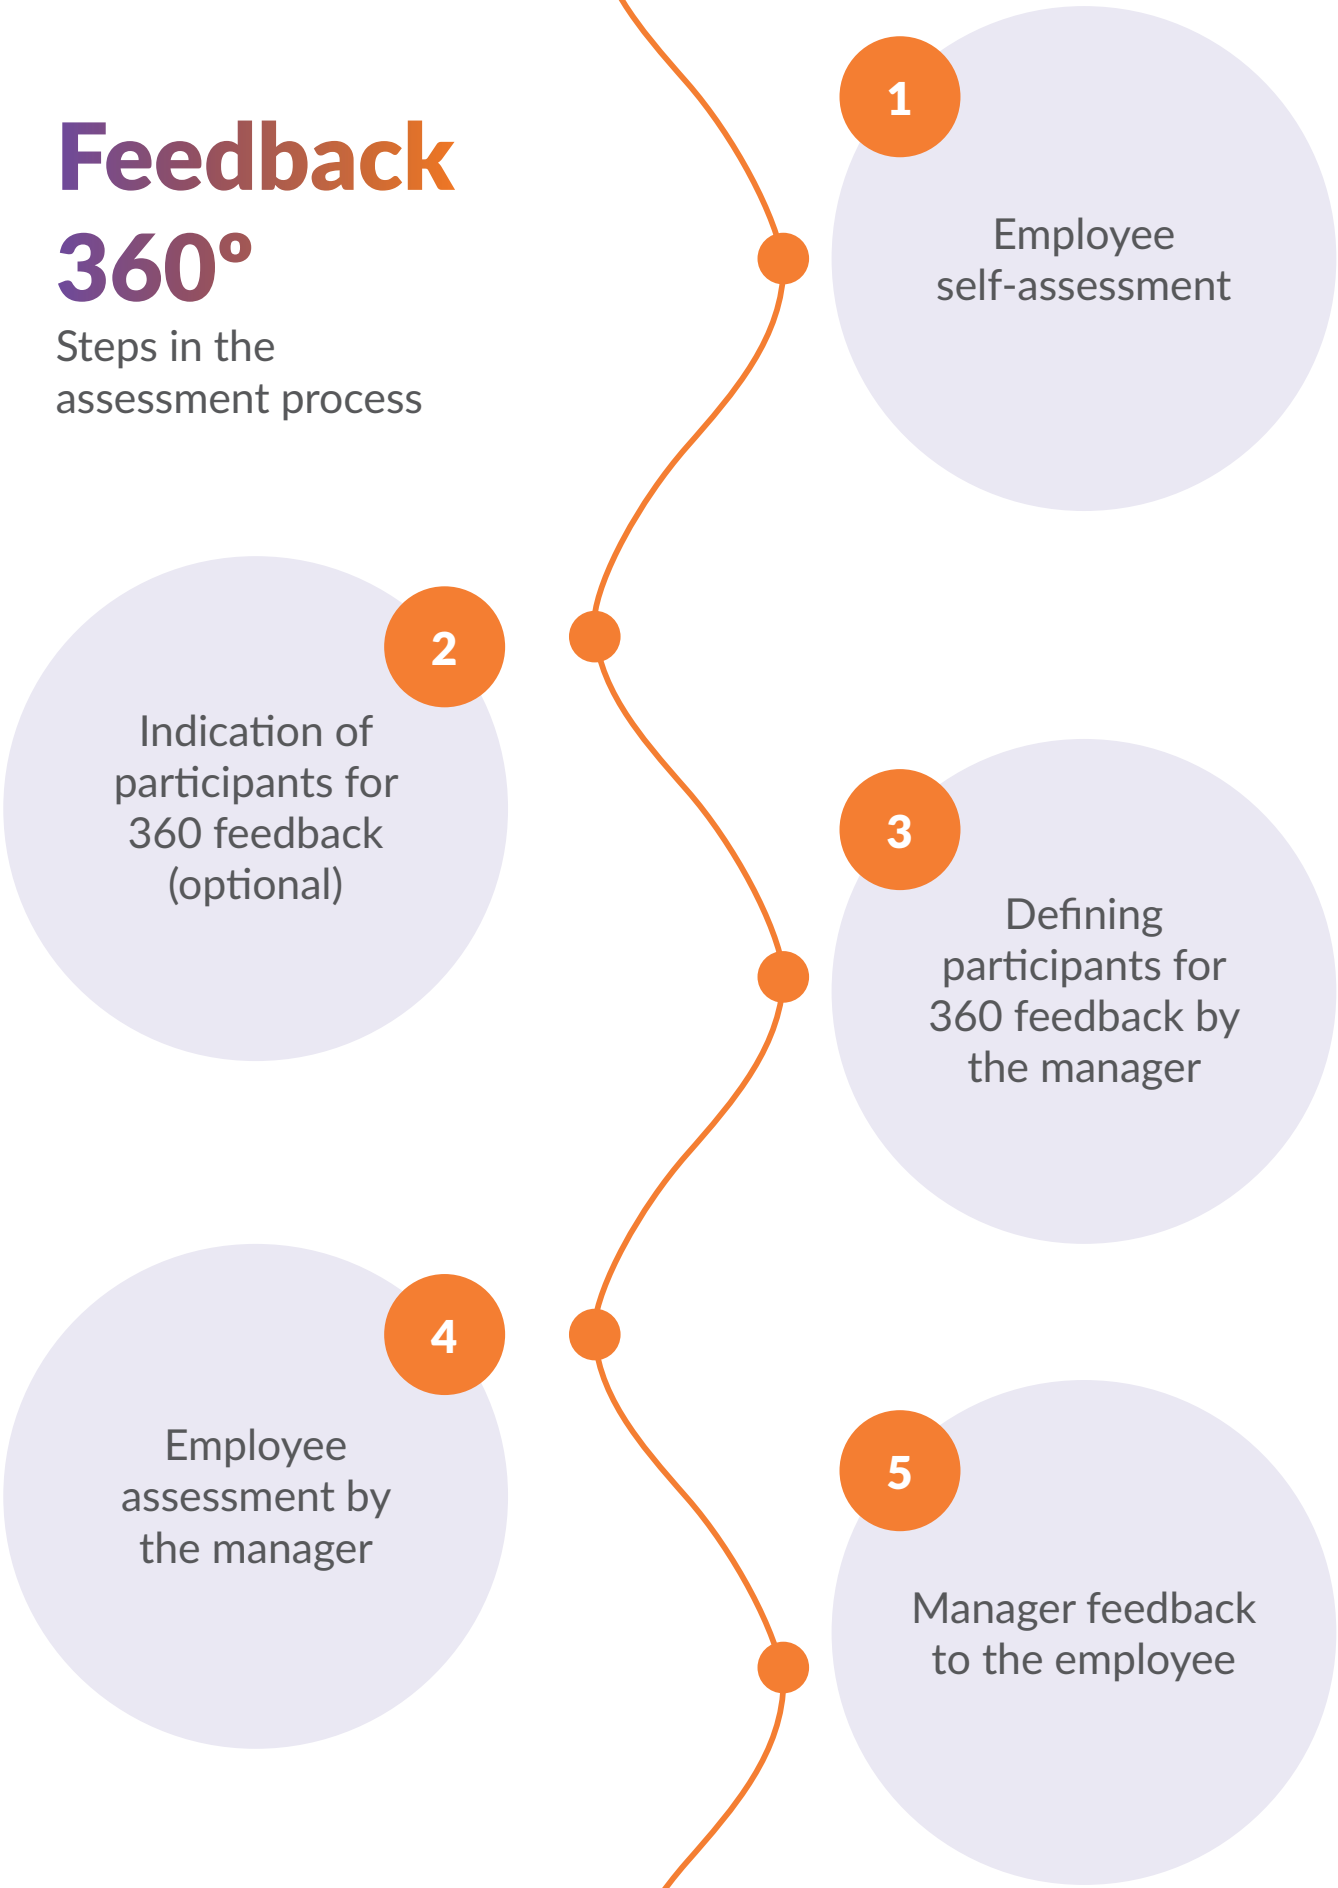 Feedback
360º
Steps in the
assessment process
1
Employee
self-assessment
2
Indication of
participants for
360 feedback
(optional)
3
Defining
participants for
360 feedback by
the manager
4
Employee
assessment by
the manager
5
Manager feedback
to the employee